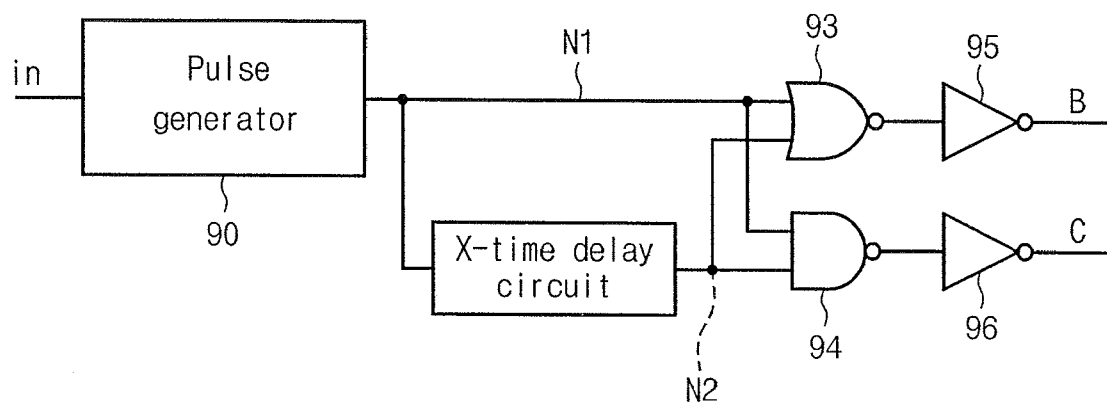 in
Pulse
generator
90
N1
93
95
B
X-time delay
circuit
N2
94
96
C